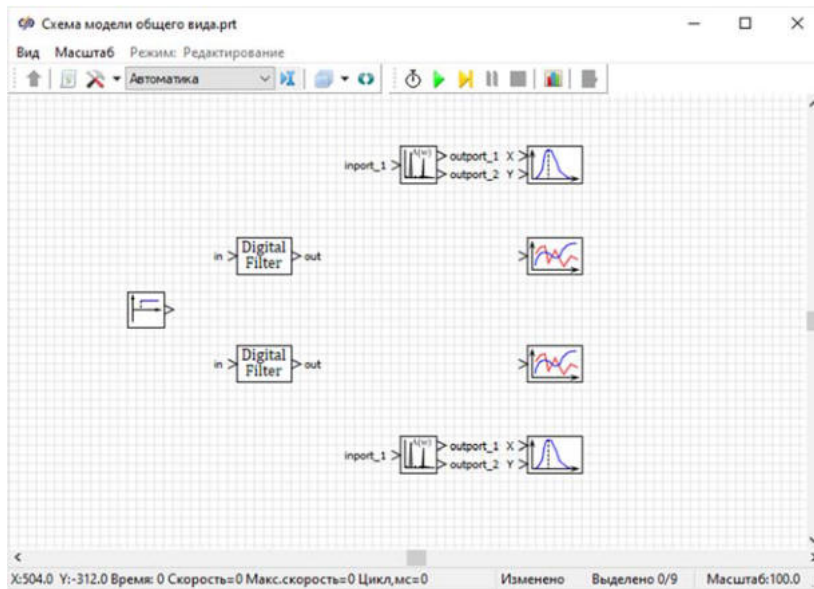 Схема модели общего вида.prt
Вид Масштаб Режим: Редактирование
Автоматика
inport_1 A(w) outport_1 X
outport_2 Y
in Digital Filter out
in Digital Filter out
inport_1 A(w) outport_1 X
outport_2 Y
X:504.0 Y:-312.0 Время: 0 Скорость=0 Макс.скорость=0 Цикл,мс=0 Изменено Выделено 0/9 Масштаб:100.0